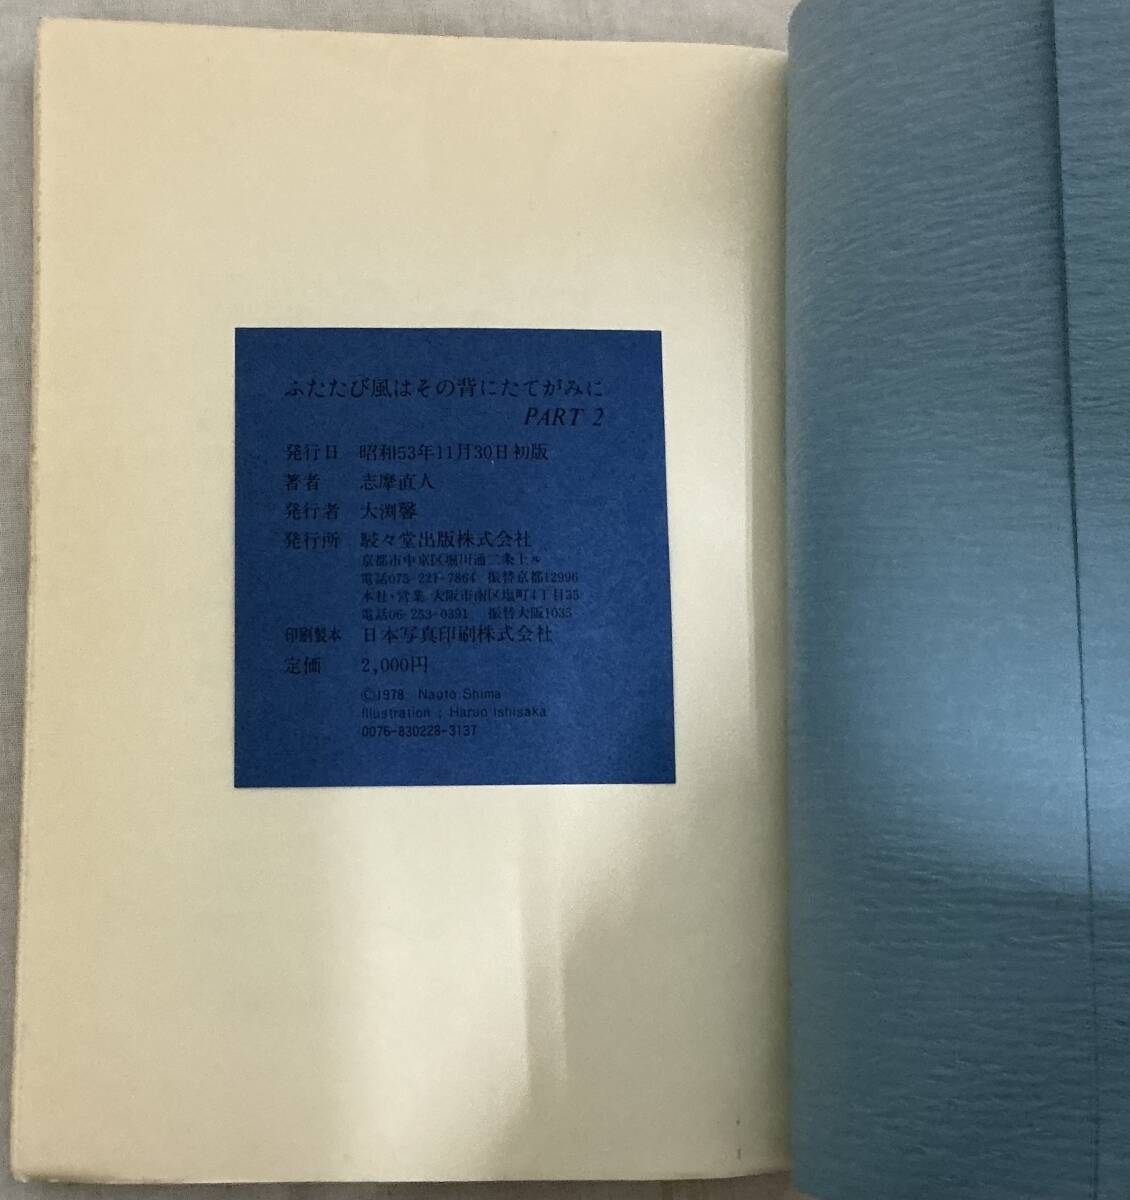 ふたたび風はその背にたてがみに
PART 2
発行日 昭和53年11月30日初版
著者 志摩直人
発行者 大渕馨
発行所 駸々堂出版株式会社
京都市中京区堀川通二条上ル
電話075-221-7864 振替京都12996
本社・営業 大阪市南区塩町4丁目35
電話06-253-0391 振替大阪1035
印刷製本 日本写真印刷株式会社
定価 2,000円
©1978 Naoto Shima
Illustration ; Haruo Ishisaka
0076-830228-3137